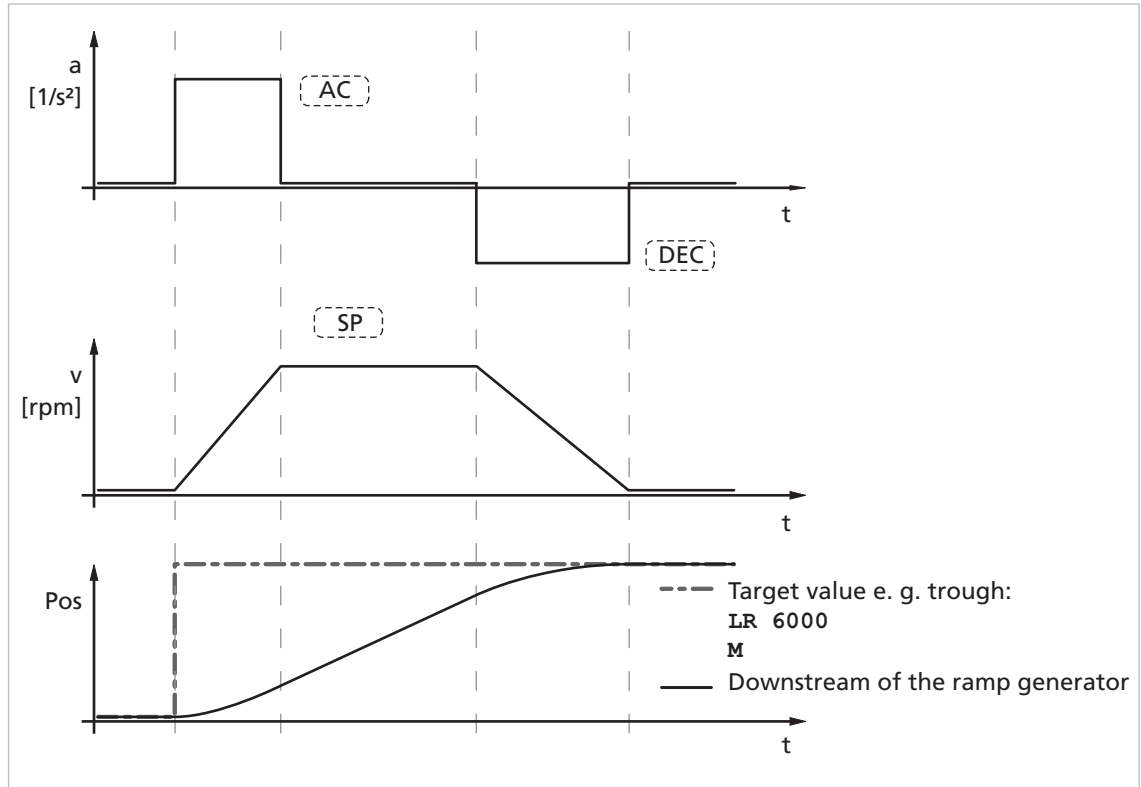 a
[1/s²]
AC
t
DEC
SP
v
[rpm]
t
Pos
Target value e. g. trough:
LR 6000
M
Downstream of the ramp generator
t